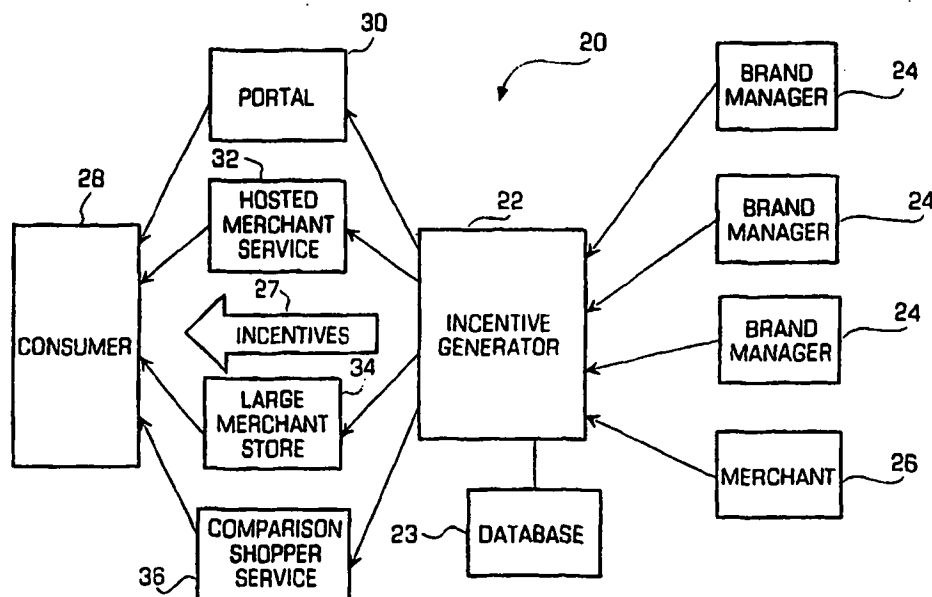 30
PORTAL
20
BRAND
MANAGER
24
32
HOSTED
MERCHANT
SERVICE
28
CONSUMER
22
INCENTIVE
GENERATOR
BRAND
MANAGER
24
27
INCENTIVES
BRAND
MANAGER
24
34
LARGE
MERCHANT
STORE
MERCHANT
26
COMPARISON
SHOPPER
SERVICE
36
23
DATABASE